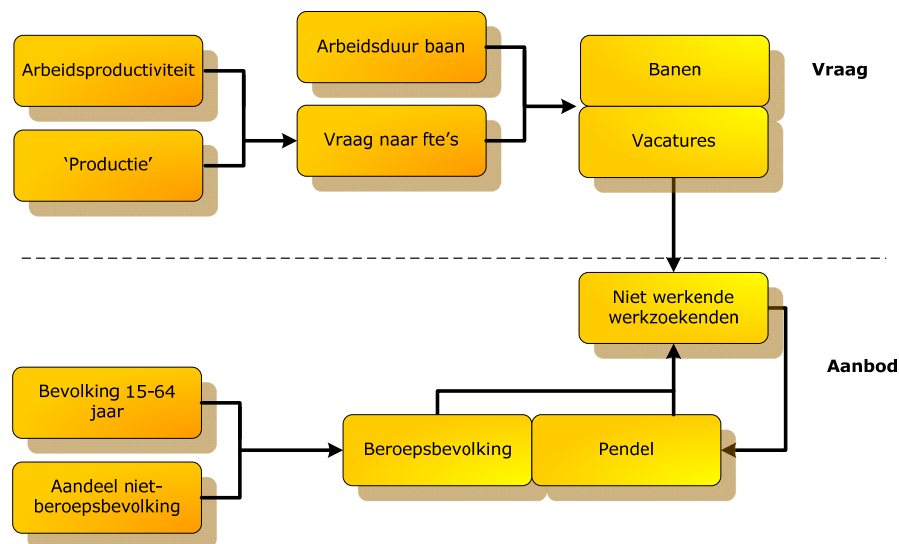 Arbeidsproductiviteit
‘Productie’
Arbeidsduur baan
Vraag naar fte’s
Banen
Vacatures
Vraag
Niet werkende
werkzoekenden
Aanbod
Bevolking 15-64
jaar
Aandeel niet-
beroepsbevolking
Beroepsbevolking
Pendel